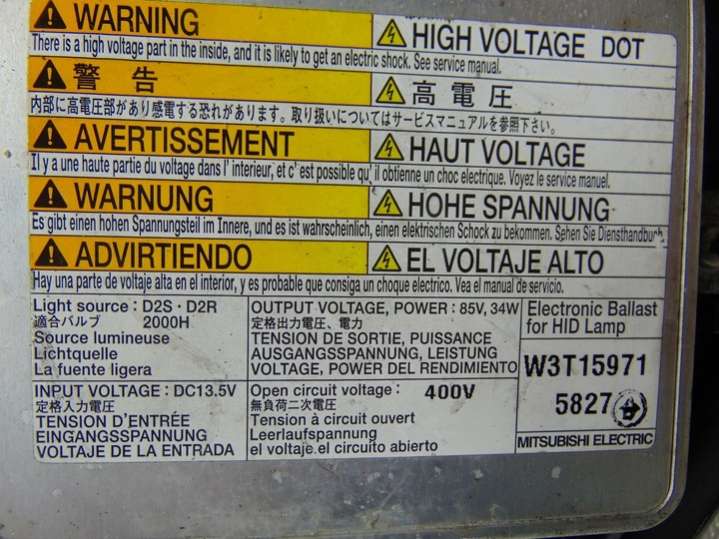 WARNING
HIGH VOLTAGE DOT
There is a high voltage part in the inside, and it is likely to get an electric shock. See service manual.
警告
高電圧
内部に高電圧部があり感電する恐れがあります。取り扱いについてはサービスマニュアルを参照下さい。
AVERTISSEMENT
HAUT VOLTAGE
Il y a une haute partie du voltage dans l' interieur, et c' est possible qu' il obtienne un choc electrique. Voyez le service manuel.
WARNUNG
HOHE SPANNUNG
Es gibt einen hohen Spannungsteil im Innere, und es ist wahrscheinlich, einen elektrischen Schock zu bekommen. Sehen Sie Diensthandbuch
ADVIRTIENDO
EL VOLTAJE ALTO
Hay una parte de voltaje alta en el interior, y es probable que consiga un choque electrico. Vea el manual de servicio.
Light source : D2S・D2R
適合バルブ 2000H
Source lumineuse
Lichtquelle
La fuente ligera
OUTPUT VOLTAGE, POWER : 85V, 34W
定格出力電圧、電力
TENSION DE SORTIE, PUISSANCE
AUSGANGSSPANNUNG, LEISTUNG
VOLTAJE, POWER DEL RENDIMIENTO
Electronic Ballast
for HID Lamp
W3T15971
5827
MITSUBISHI ELECTRIC
INPUT VOLTAGE : DC13.5V
定格入力電圧
TENSION D'ENTRÉE
EINGANGSSPANNUNG
VOLTAJE DE LA ENTRADA
Open circuit voltage : 400V
無負荷二次電圧
Tension à circuit ouvert
Leerlaufspannung
el voltaje.el circuito abierto